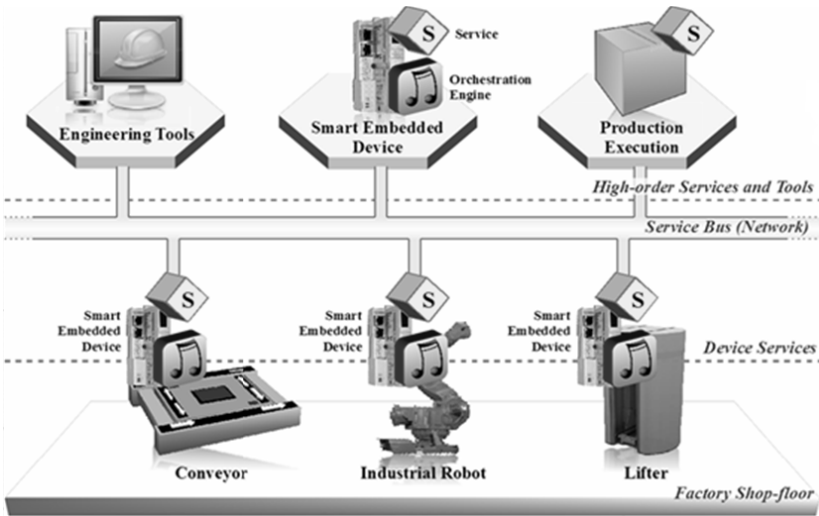 S
Service
Orchestration
Engine
S
Engineering Tools
Smart Embedded
Device
Production
Execution
High-order Services and Tools
Service Bus (Network)
S
S
S
Smart
Embedded
Device
Smart
Embedded
Device
Smart
Embedded
Device
Device Services
Conveyor
Industrial Robot
Lifter
Factory Shop-floor